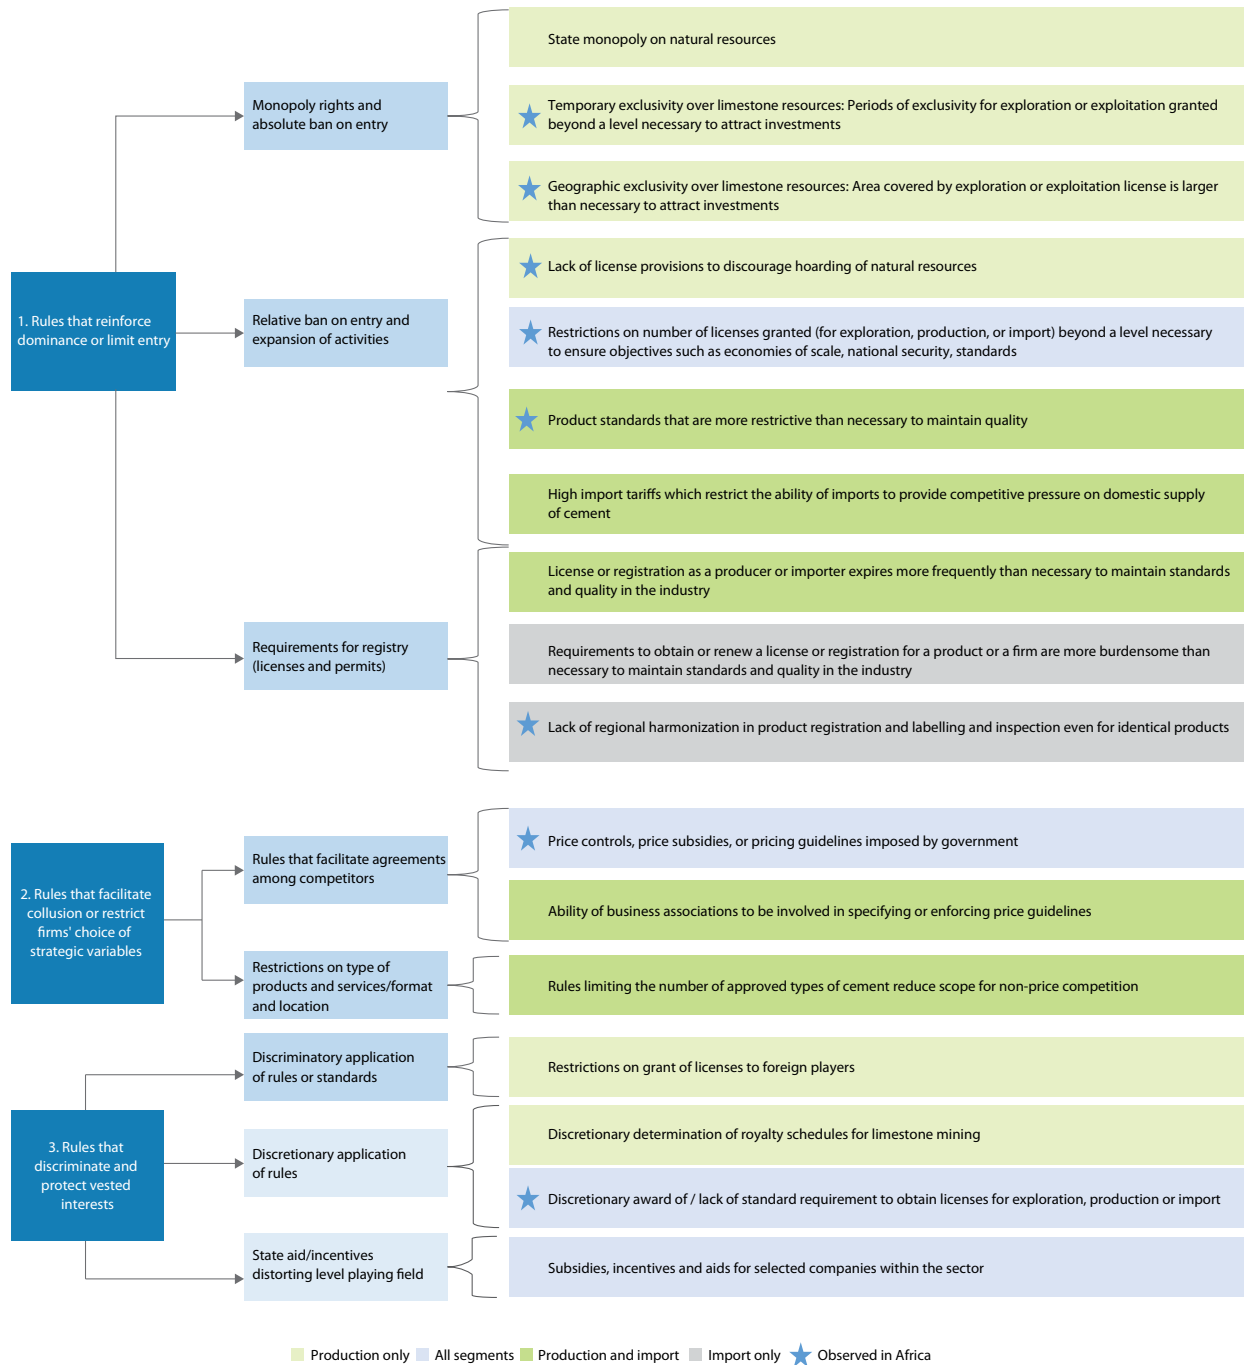 State monopoly on natural resources
Monopoly rights and
absolute ban on entry
Temporary exclusivity over limestone resources: Periods of exclusivity for exploration or exploitation granted
beyond a level necessary to attract investments
Geographic exclusivity over limestone resources: Area covered by exploration or exploitation license is larger
than necessary to attract investments
1. Rules that reinforce
dominance or limit entry
Relative ban on entry and
expansion of activities
Lack of license provisions to discourage hoarding of natural resources
Restrictions on number of licenses granted (for exploration, production, or import) beyond a level necessary
to ensure objectives such as economies of scale, national security, standards
Product standards that are more restrictive than necessary to maintain quality
High import tariffs which restrict the ability of imports to provide competitive pressure on domestic supply
of cement
Requirements for registry
(licenses and permits)
License or registration as a producer or importer expires more frequently than necessary to maintain standards
and quality in the industry
Requirements to obtain or renew a license or registration for a product or a firm are more burdensome than
necessary to maintain standards and quality in the industry
Lack of regional harmonization in product registration and labelling and inspection even for identical products
2. Rules that facilitate
collusion or restrict
firms' choice of
strategic variables
Rules that facilitate agreements
among competitors
Price controls, price subsidies, or pricing guidelines imposed by government
Ability of business associations to be involved in specifying or enforcing price guidelines
Restrictions on type of
products and services/format
and location
Rules limiting the number of approved types of cement reduce scope for non-price competition
3. Rules that
discriminate and
protect vested
interests
Discriminatory application
of rules or standards
Restrictions on grant of licenses to foreign players
Discretionary application
of rules
Discretionary determination of royalty schedules for limestone mining
Discretionary award of / lack of standard requirement to obtain licenses for exploration, production or import
State aid/incentives
distorting level playing field
Subsidies, incentives and aids for selected companies within the sector
Production only All segments Production and import Import only Observed in Africa